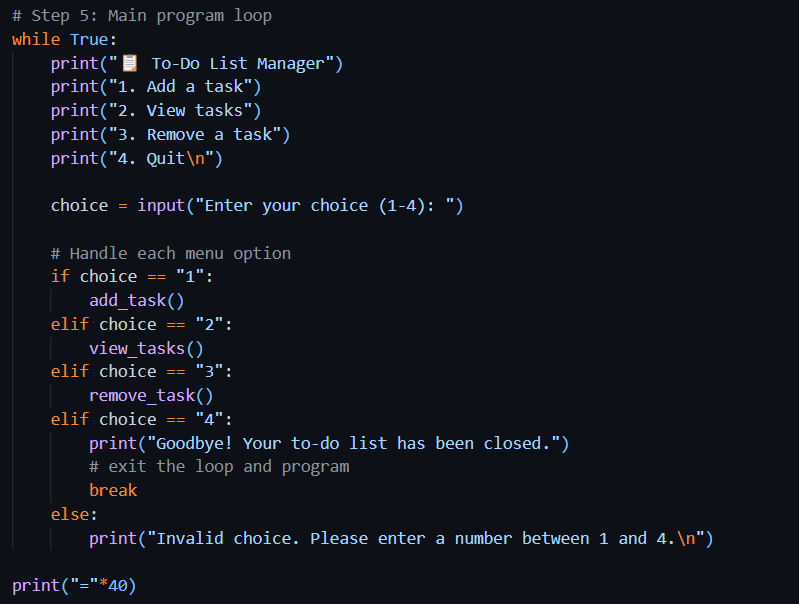 # Step 5: Main program loop
while True:
    print("📋 To-Do List Manager")
    print("1. Add a task")
    print("2. View tasks")
    print("3. Remove a task")
    print("4. Quit\n")

    choice = input("Enter your choice (1-4): ")

    # Handle each menu option
    if choice == "1":
        add_task()
    elif choice == "2":
        view_tasks()
    elif choice == "3":
        remove_task()
    elif choice == "4":
        print("Goodbye! Your to-do list has been closed.")
        # exit the loop and program
        break
    else:
        print("Invalid choice. Please enter a number between 1 and 4.\n")

print("="*40)